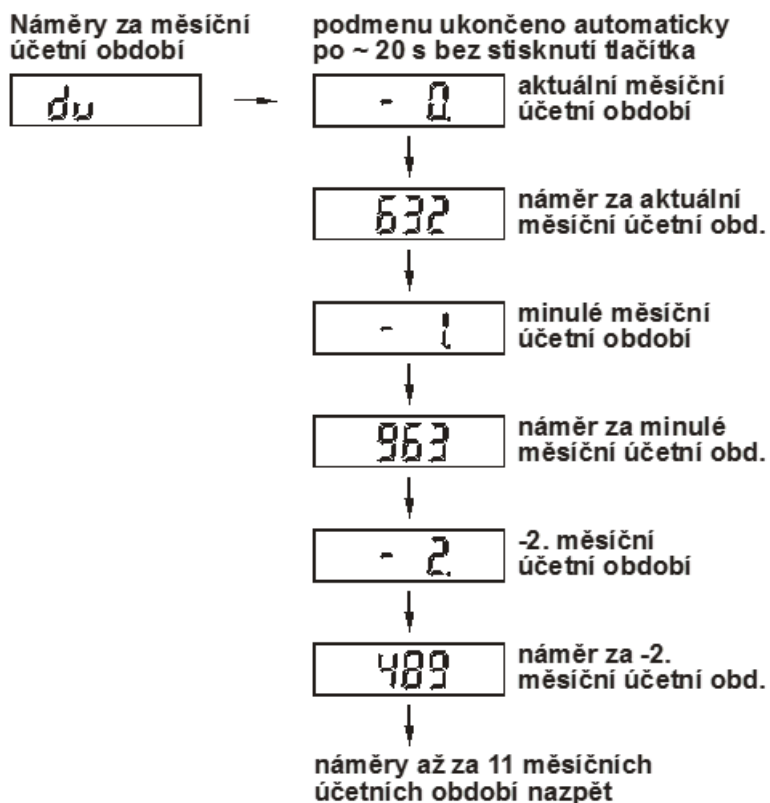 Náměry za měsíční
účetní období
podmenu ukončeno automaticky
po ~ 20 s bez stisknutí tlačítka
du
- 0.
aktuální měsíční
účetní období
632
náměr za aktuální
měsíční účetní obd.
- 1.
minulé měsíční
účetní období
963
náměr za minulé
měsíční účetní obd.
- 2.
-2. měsíční
účetní období
489
náměr za -2.
měsíční účetní obd.
náměry až za 11 měsíčních
účetních období nazpět